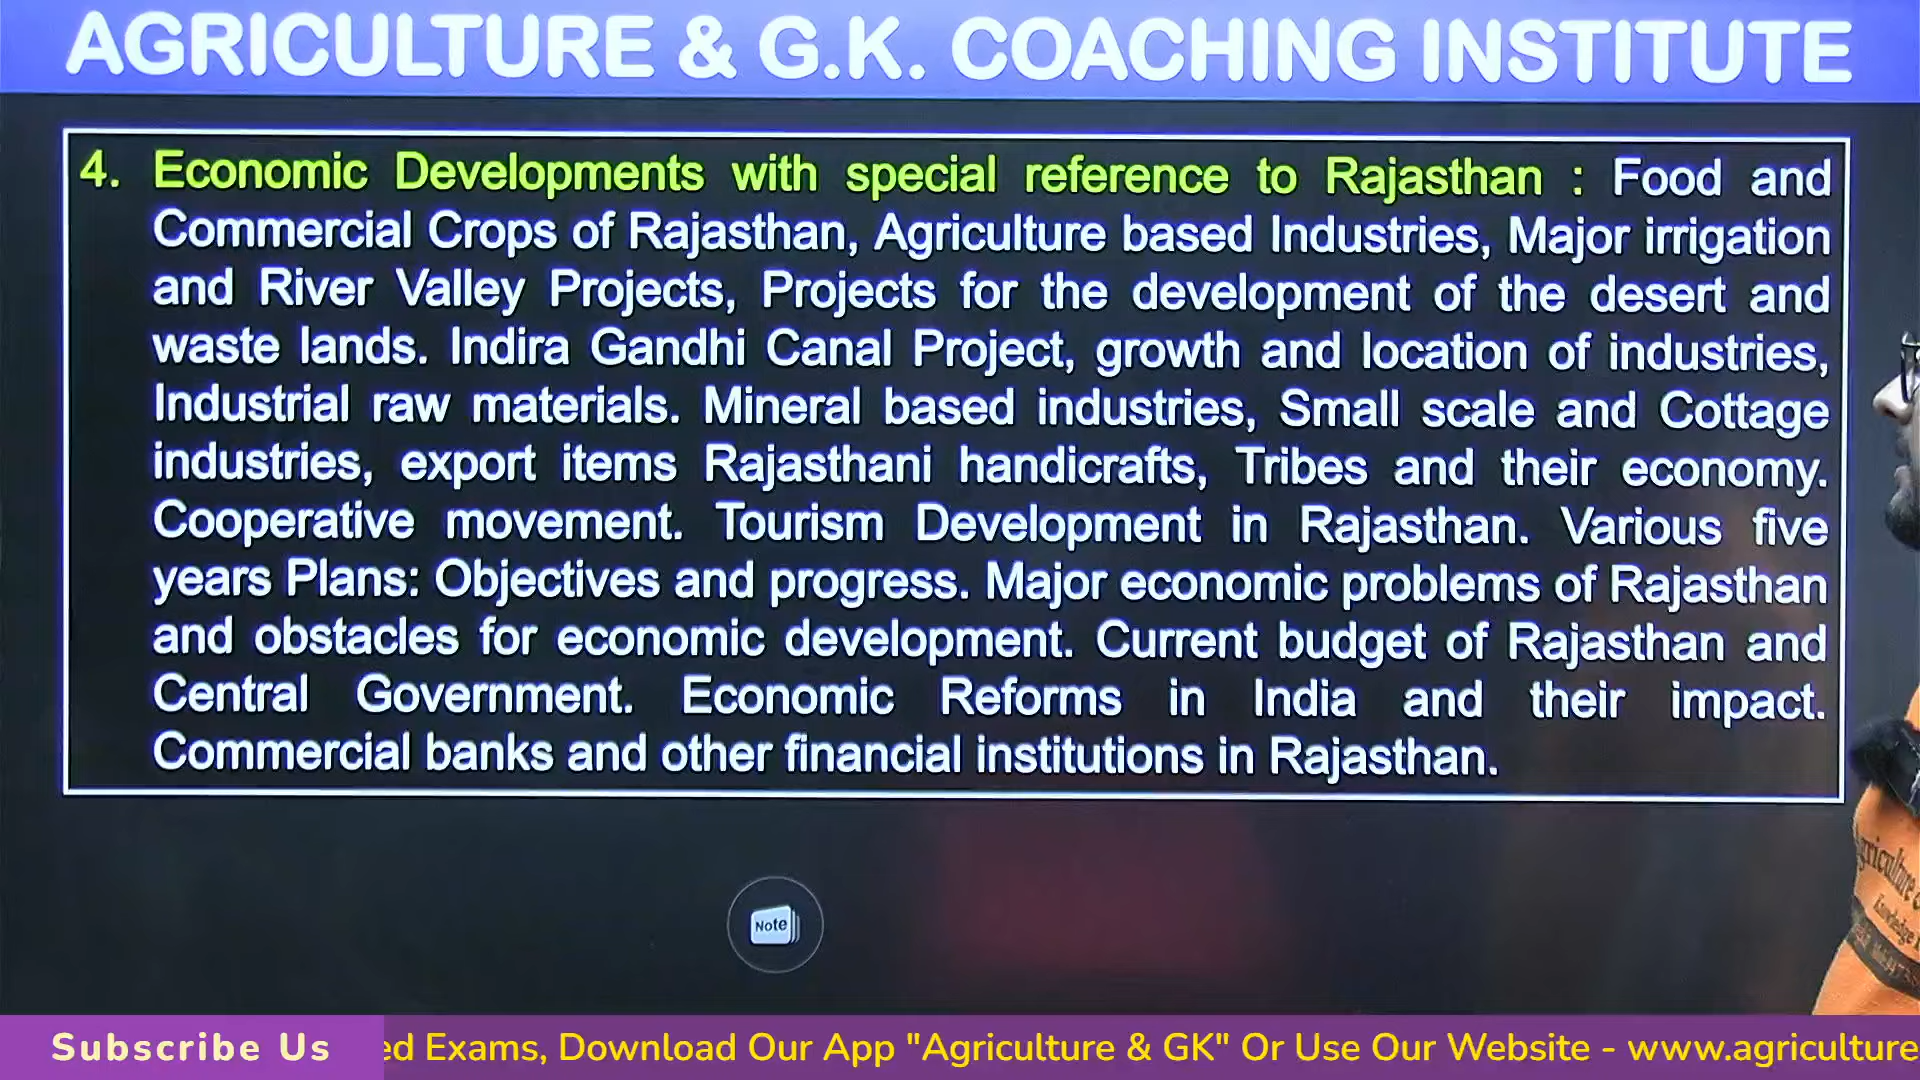 AGRICULTURE & G.K. COACHING INSTITUTE
4. Economic Developments with special reference to Rajasthan : Food and
Commercial Crops of Rajasthan, Agriculture based Industries, Major irrigation
and River Valley Projects, Projects for the development of the desert and
waste lands. Indira Gandhi Canal Project, growth and location of industries,
Industrial raw materials. Mineral based industries, Small scale and Cottage
industries, export items Rajasthani handicrafts, Tribes and their economy.
Cooperative movement. Tourism Development in Rajasthan. Various five
years Plans: Objectives and progress. Major economic problems of Rajasthan
and obstacles for economic development. Current budget of Rajasthan and
Central Government. Economic Reforms in India and their impact.
Commercial banks and other financial institutions in Rajasthan.
Note
Subscribe Us
ed Exams, Download Our App "Agriculture & GK" Or Use Our Website - www.agriculture